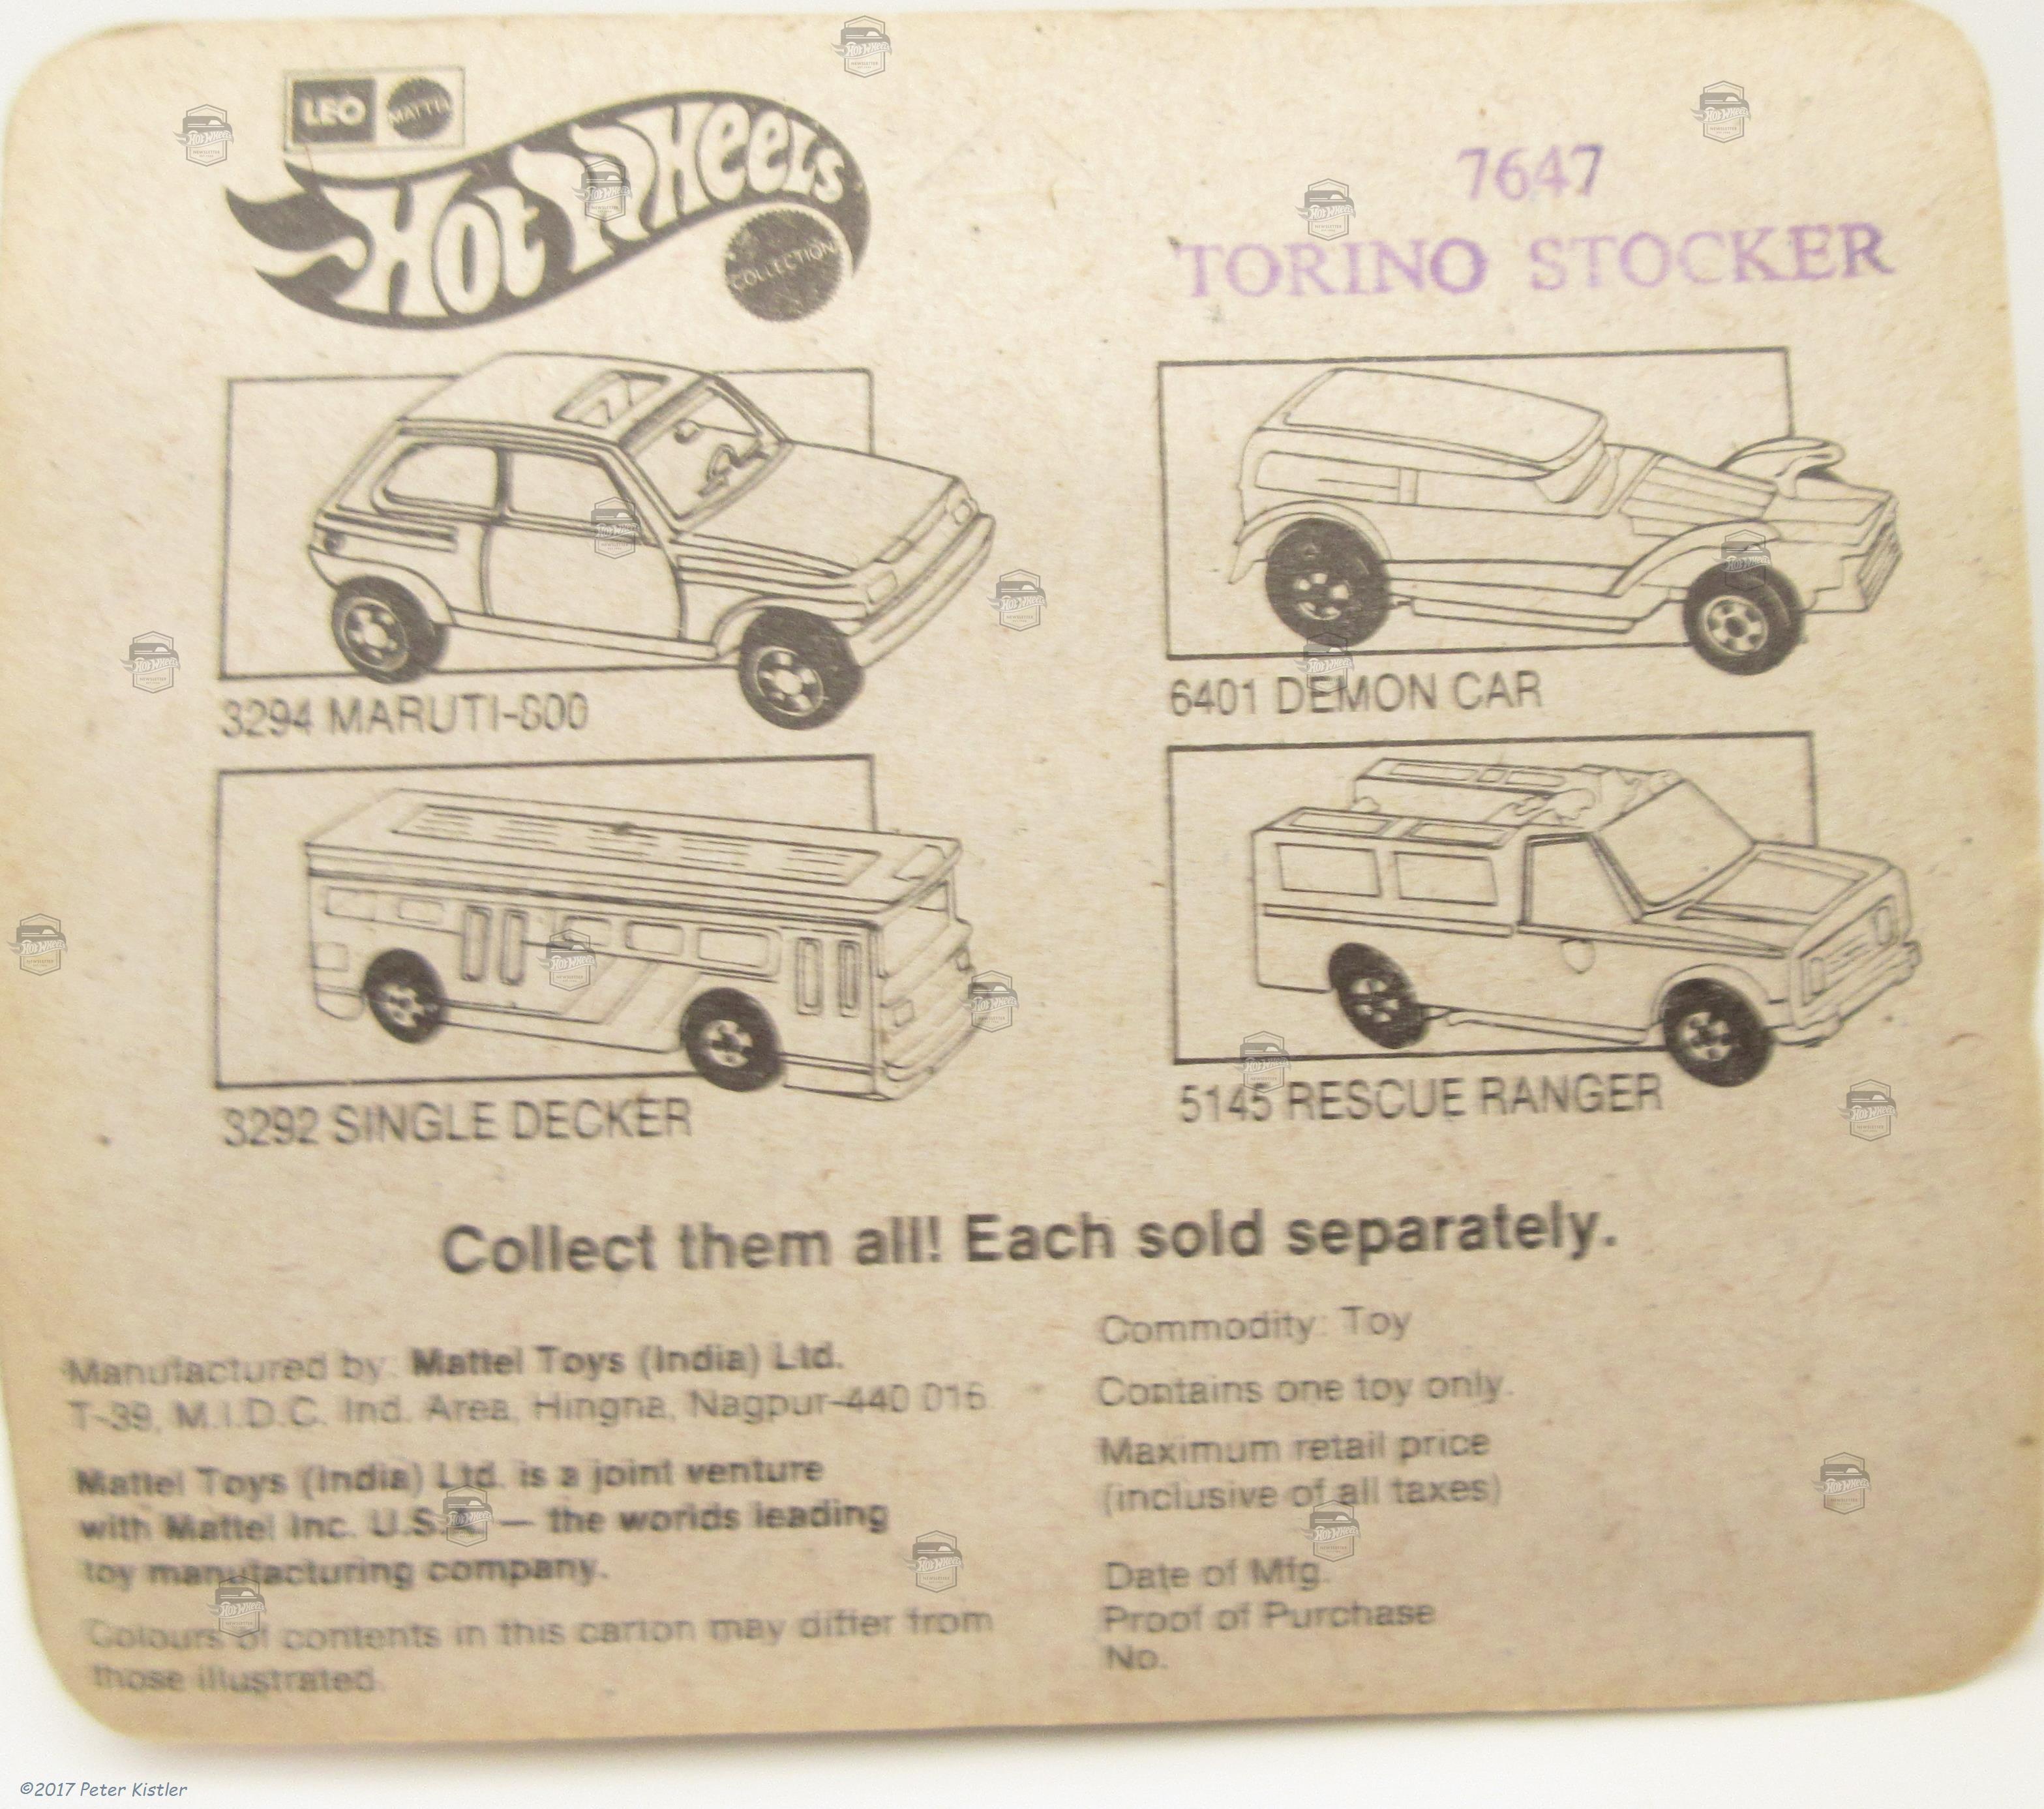 LEO MATTEL
Hot Wheels
COLLECTION
7647
TORINO STOCKER
3294 MARUTI-800
6401 DEMON CAR
3292 SINGLE DECKER
5145 RESCUE RANGER
Collect them all! Each sold separately.
Manufactured by: Mattel Toys (India) Ltd.
T-39, M.I.D.C. Ind. Area, Hingna, Nagpur-440 016.
Mattel Toys (India) Ltd. is a joint venture
with Mattel Inc. U.S.A. — the worlds leading
toy manufacturing company.
Colours of contents in this carton may differ from
those illustrated.
Commodity: Toy
Contains one toy only.
Maximum retail price
(inclusive of all taxes)
Date of Mfg.
Proof of Purchase
No.
©2017 Peter Kistler